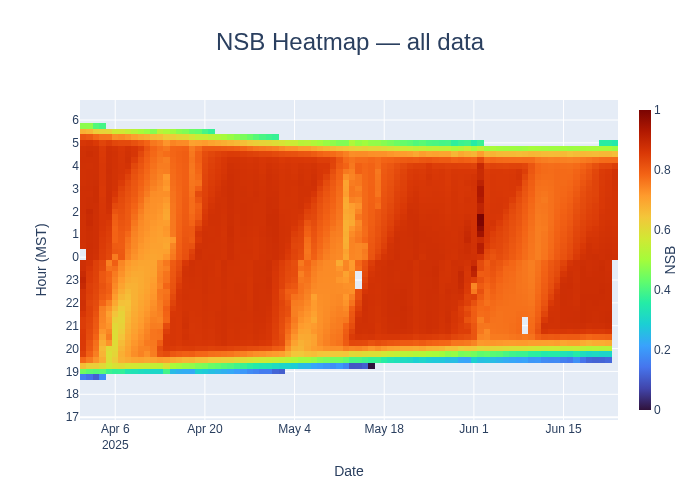 NSB Heatmap — all data
Hour (MST)
6
5
4
3
2
1
0
23
22
21
20
19
18
17
Apr 6
2025
Apr 20
May 4
May 18
Jun 1
Jun 15
Date
1
0.8
0.6
0.4
0.2
0
NSB